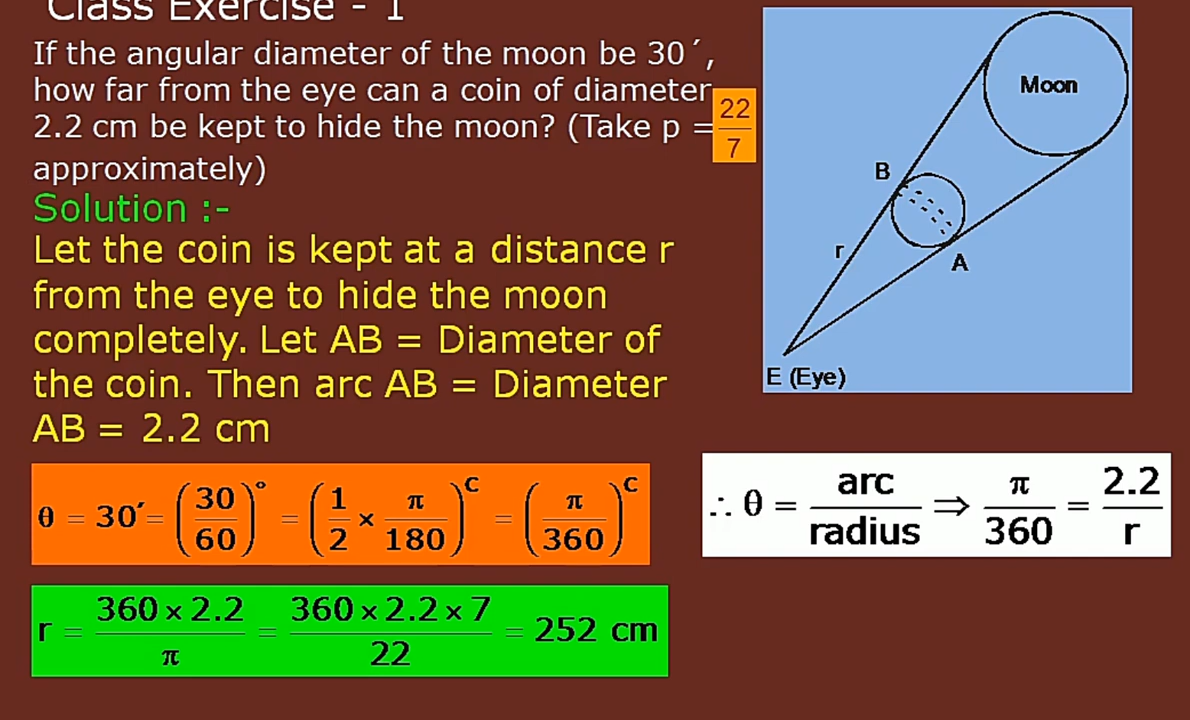 Class Exercise - 1
If the angular diameter of the moon be 30´,
how far from the eye can a coin of diameter
2.2 cm be kept to hide the moon? (Take p = 22/7
approximately)
Solution :-
Let the coin is kept at a distance r
from the eye to hide the moon
completely. Let AB = Diameter of
the coin. Then arc AB = Diameter
AB = 2.2 cm
θ = 30′ = (30/60)° = (1/2 × π/180)ᶜ = (π/360)ᶜ
∴ θ = arc/radius ⇒ π/360 = 2.2/r
r = 360 × 2.2/π = 360 × 2.2 × 7/22 = 252 cm
Moon
B
r
A
E (Eye)